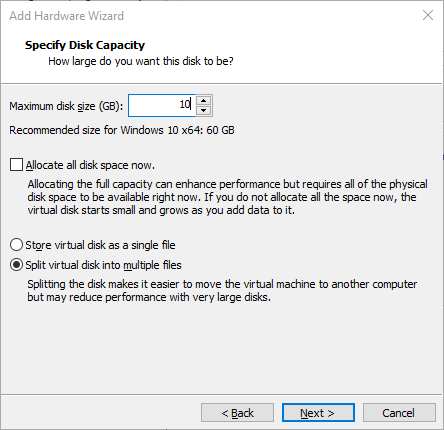 Add Hardware Wizard
Specify Disk Capacity
How large do you want this disk to be?
Maximum disk size (GB): 10
Recommended size for Windows 10 x64: 60 GB
Allocate all disk space now.
Allocating the full capacity can enhance performance but requires all of the physical
disk space to be available right now. If you do not allocate all the space now, the
virtual disk starts small and grows as you add data to it.
Store virtual disk as a single file
Split virtual disk into multiple files
Splitting the disk makes it easier to move the virtual machine to another computer
but may reduce performance with very large disks.
< Back Next > Cancel